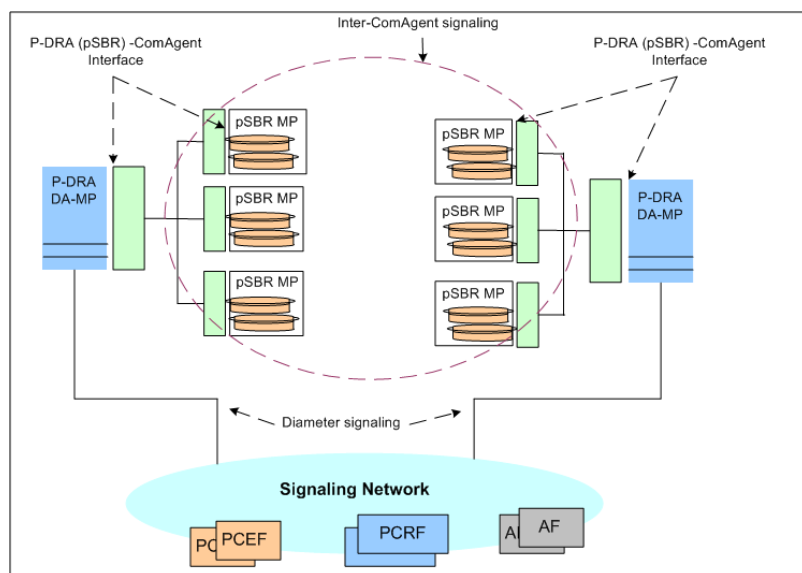 Inter-ComAgent signaling
P-DRA (pSBR) -ComAgent
Interface
P-DRA (pSBR) -ComAgent
Interface
pSBR MP
pSBR MP
P-DRA
DA-MP
pSBR MP
pSBR MP
P-DRA
DA-MP
pSBR MP
pSBR MP
Diameter signaling
Signaling Network
PCEF
PCRF
AF